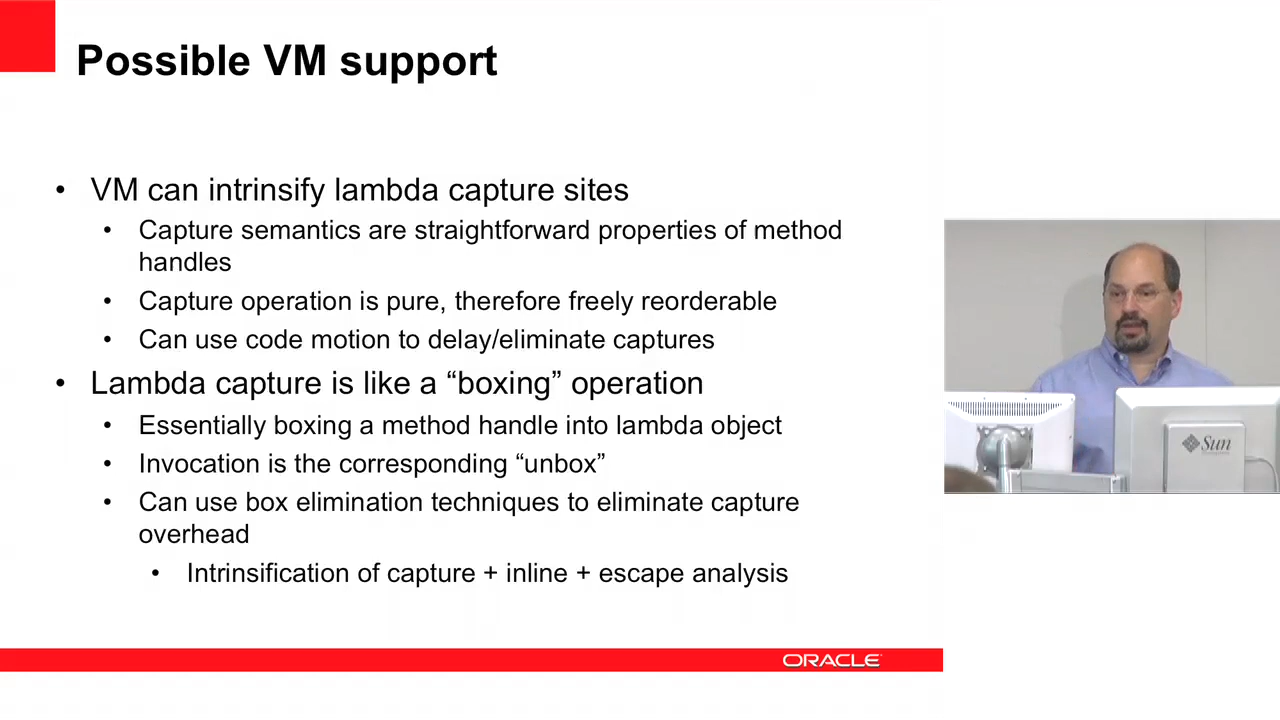 Possible VM support
• VM can intrinsify lambda capture sites
• Capture semantics are straightforward properties of method
handles
• Capture operation is pure, therefore freely reorderable
• Can use code motion to delay/eliminate captures
• Lambda capture is like a “boxing” operation
• Essentially boxing a method handle into lambda object
• Invocation is the corresponding “unbox”
• Can use box elimination techniques to eliminate capture
overhead
• Intrinsification of capture + inline + escape analysis
Sun
ORACLE